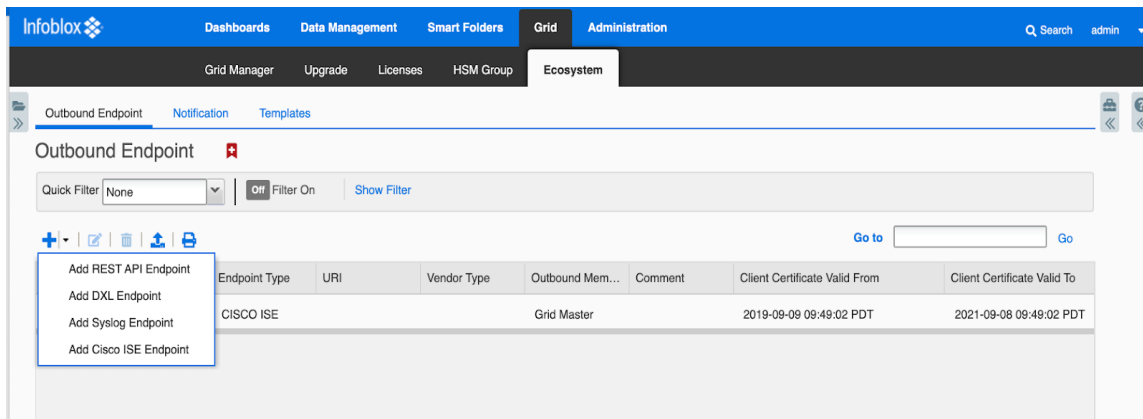 Infoblox Dashboards Data Management Smart Folders Grid Administration Search admin
Grid Manager Upgrade Licenses HSM Group Ecosystem
Outbound Endpoint Notification Templates
Outbound Endpoint
Quick Filter None Off Filter On Show Filter
Go to Go
Add REST API Endpoint
Add DXL Endpoint
Add Syslog Endpoint
Add Cisco ISE Endpoint
Endpoint Type URI Vendor Type Outbound Mem... Comment Client Certificate Valid From Client Certificate Valid To
CISCO ISE Grid Master 2019-09-09 09:49:02 PDT 2021-09-08 09:49:02 PDT